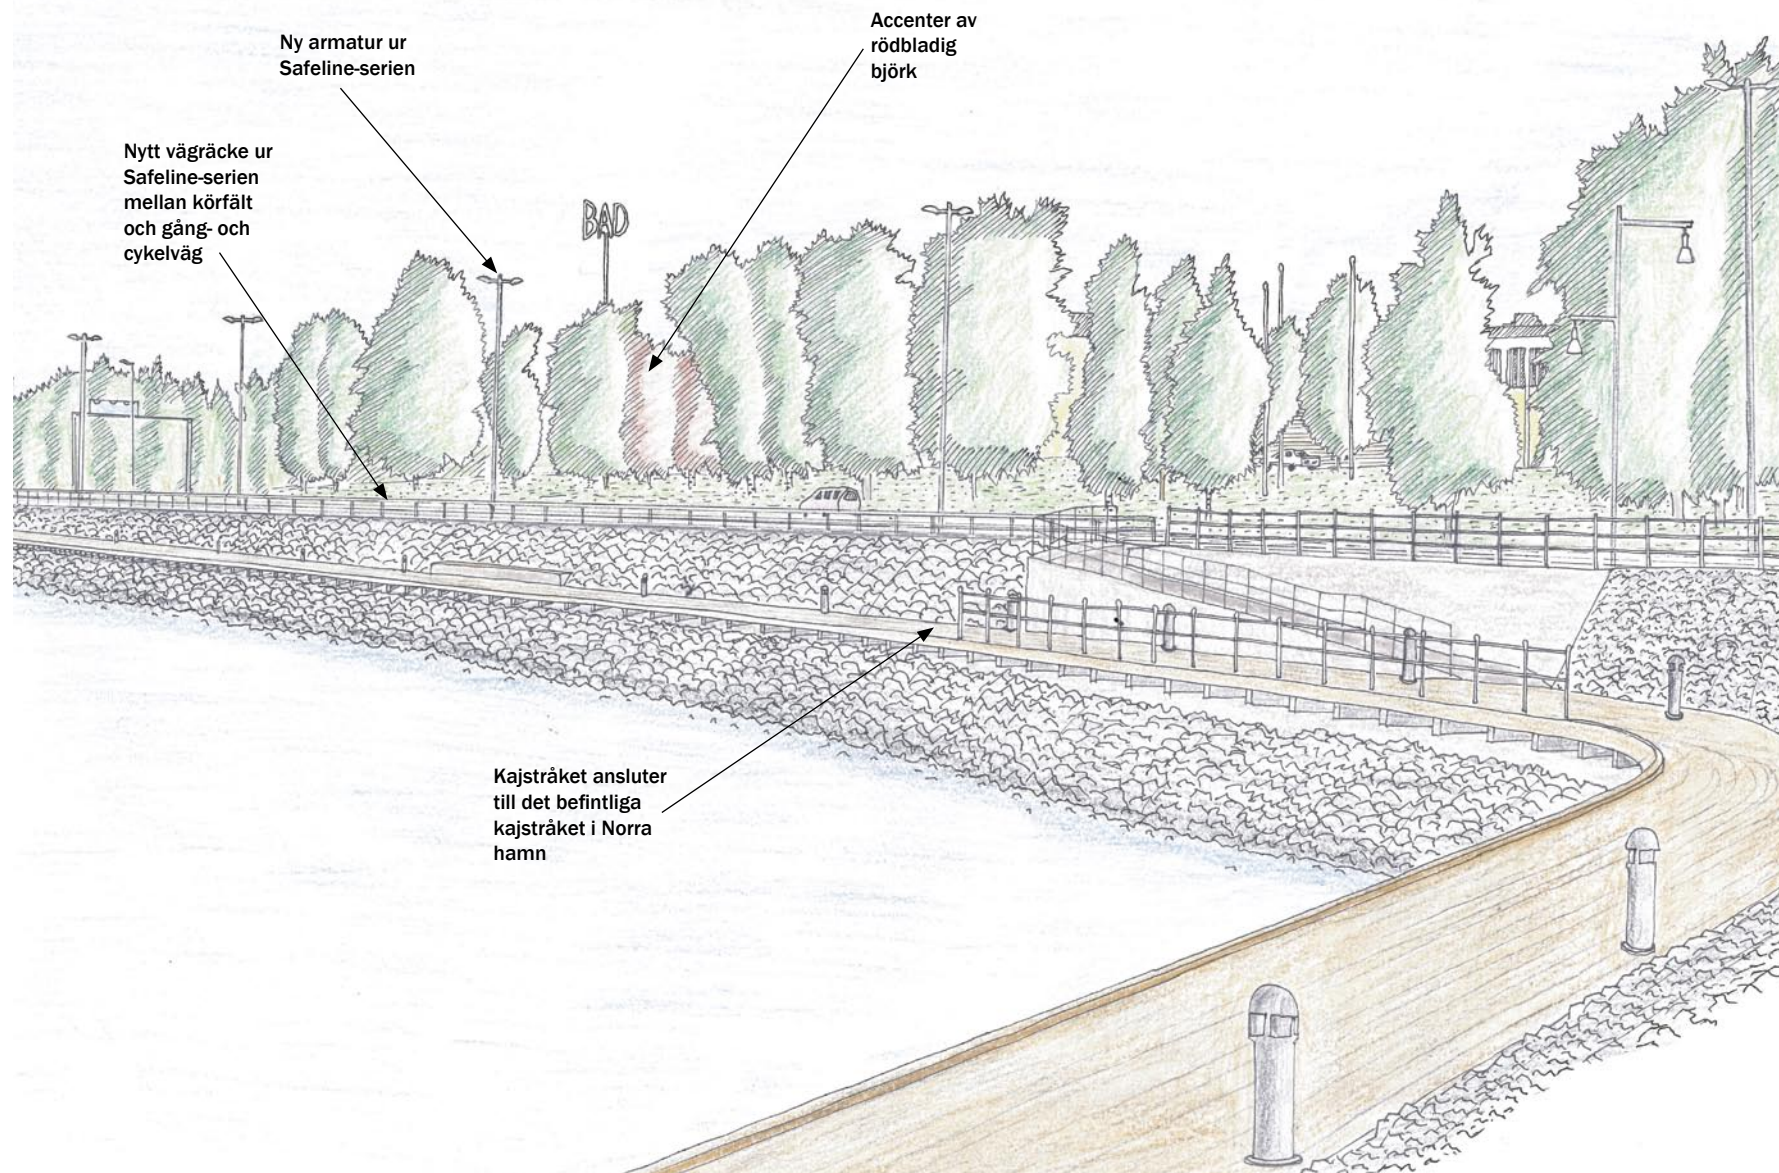 Accenter av
rödbladig
björk
Ny armatur ur
Safeline-serien
Nytt vägräcke ur
Safeline-serien
mellan körfält
och gång- och
cykelväg
BAD
Kajstråket ansluter
till det befintliga
kajstråket i Norra
hamn